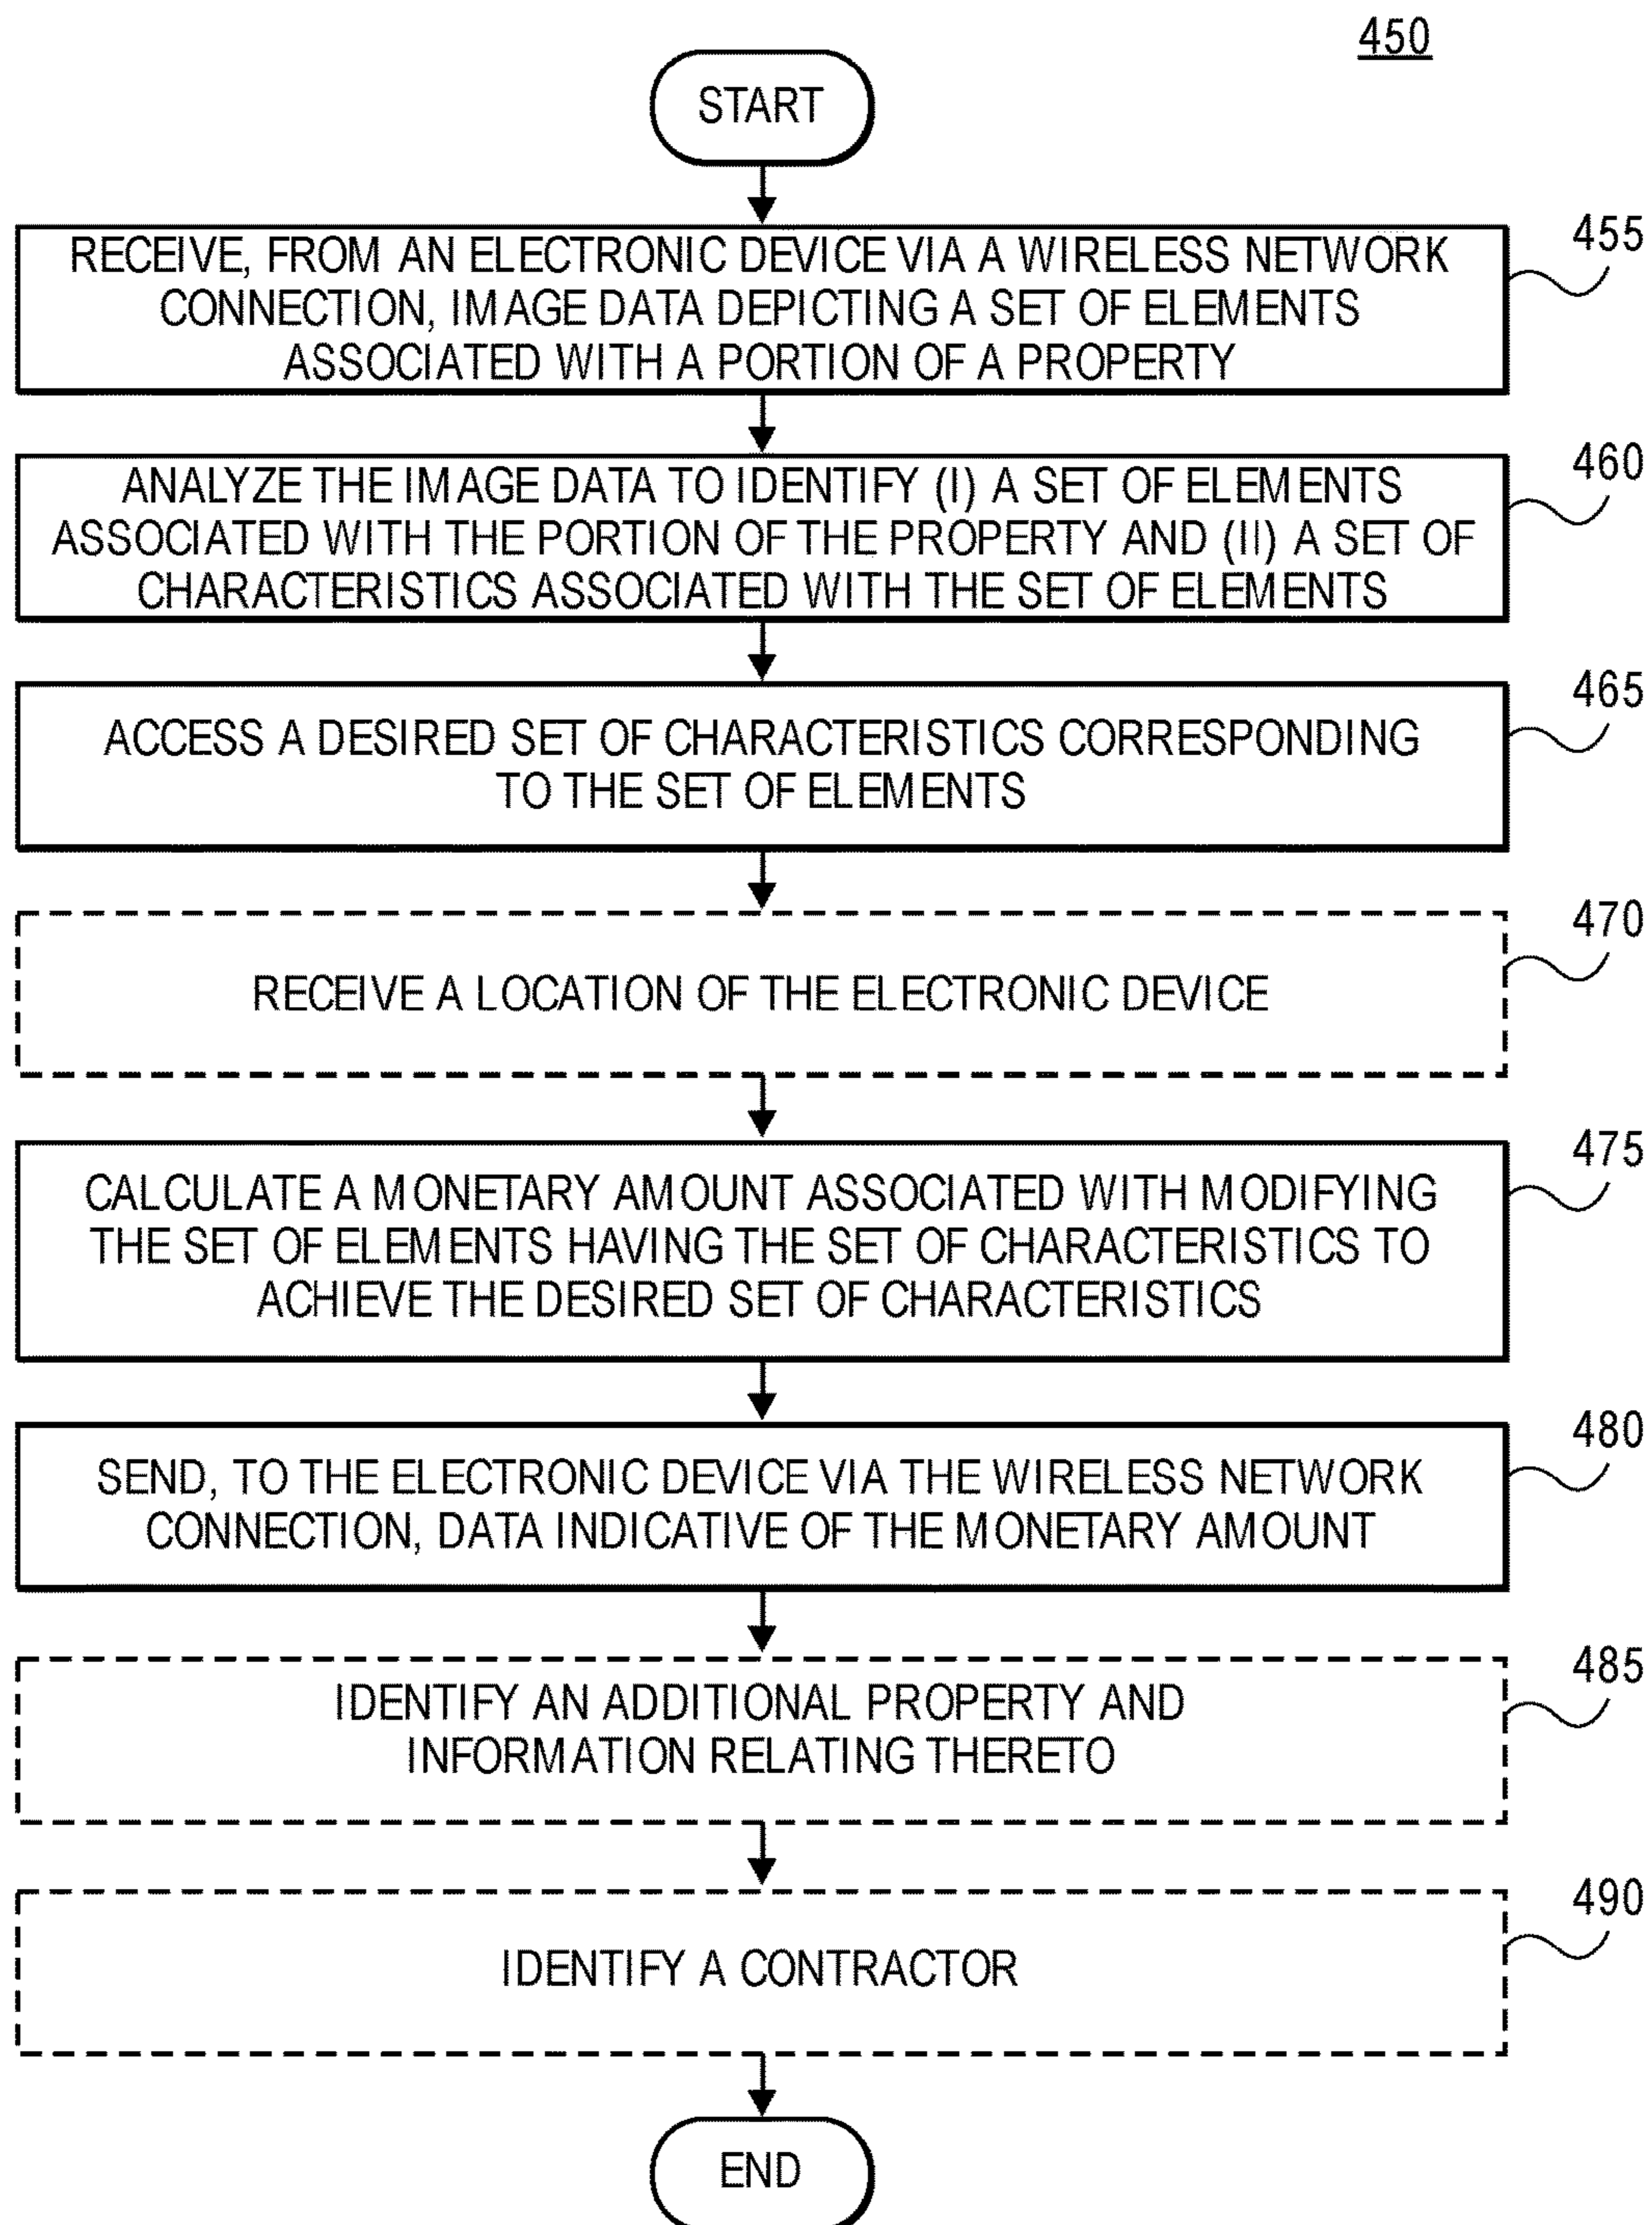 450
START
RECEIVE, FROM AN ELECTRONIC DEVICE VIA A WIRELESS NETWORK
CONNECTION, IMAGE DATA DEPICTING A SET OF ELEMENTS
ASSOCIATED WITH A PORTION OF A PROPERTY
455
ANALYZE THE IMAGE DATA TO IDENTIFY (I) A SET OF ELEMENTS
ASSOCIATED WITH THE PORTION OF THE PROPERTY AND (II) A SET OF
CHARACTERISTICS ASSOCIATED WITH THE SET OF ELEMENTS
460
ACCESS A DESIRED SET OF CHARACTERISTICS CORRESPONDING
TO THE SET OF ELEMENTS
465
RECEIVE A LOCATION OF THE ELECTRONIC DEVICE
470
CALCULATE A MONETARY AMOUNT ASSOCIATED WITH MODIFYING
THE SET OF ELEMENTS HAVING THE SET OF CHARACTERISTICS TO
ACHIEVE THE DESIRED SET OF CHARACTERISTICS
475
SEND, TO THE ELECTRONIC DEVICE VIA THE WIRELESS NETWORK
CONNECTION, DATA INDICATIVE OF THE MONETARY AMOUNT
480
IDENTIFY AN ADDITIONAL PROPERTY AND
INFORMATION RELATING THERETO
485
IDENTIFY A CONTRACTOR
490
END